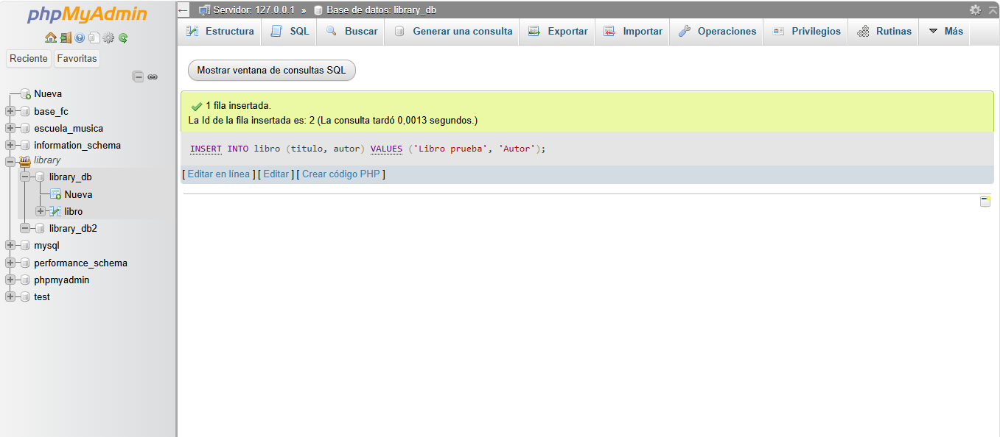 phpMyAdmin
Reciente Favoritas
Nueva
base_fc
escuela_musica
information_schema
library
library_db
Nueva
libro
library_db2
mysql
performance_schema
phpmyadmin
test
Servidor: 127.0.0.1 » Base de datos: library_db
Estructura SQL Buscar Generar una consulta Exportar Importar Operaciones Privilegios Rutinas Más
Mostrar ventana de consultas SQL
1 fila insertada.
La Id de la fila insertada es: 2 (La consulta tardó 0,0013 segundos.)
INSERT INTO libro (titulo, autor) VALUES ('Libro prueba', 'Autor');
[ Editar en línea ] [ Editar ] [ Crear código PHP ]